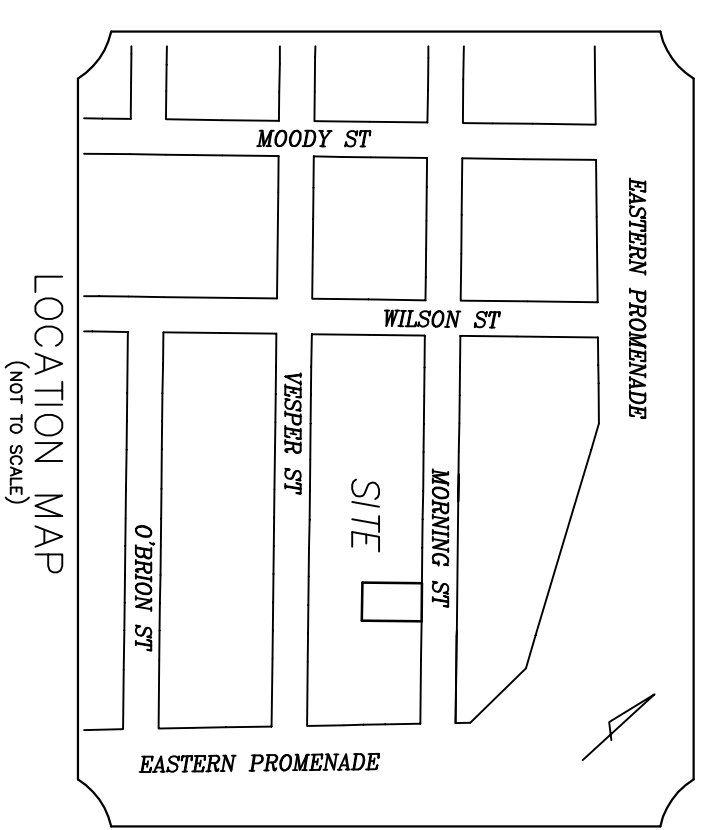 MOODY ST
EASTERN PROMENADE
WILSON ST
VESPER ST
MORNING ST
SITE
O'BRION ST
EASTERN PROMENADE
LOCATION MAP
(NOT TO SCALE)